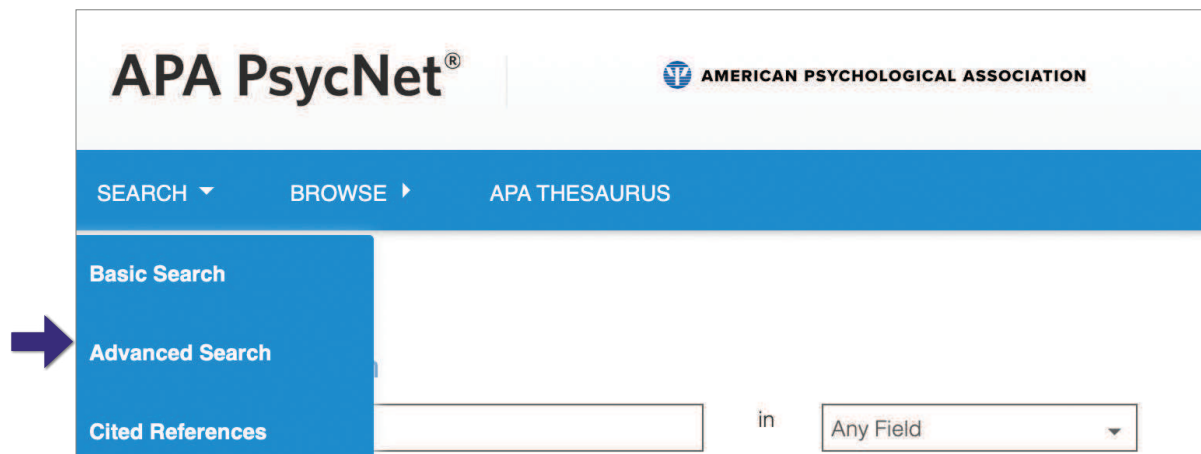 APA PsycNet®
AMERICAN PSYCHOLOGICAL ASSOCIATION
SEARCH BROWSE APA THESAURUS
Basic Search
Advanced Search
Cited References
in Any Field